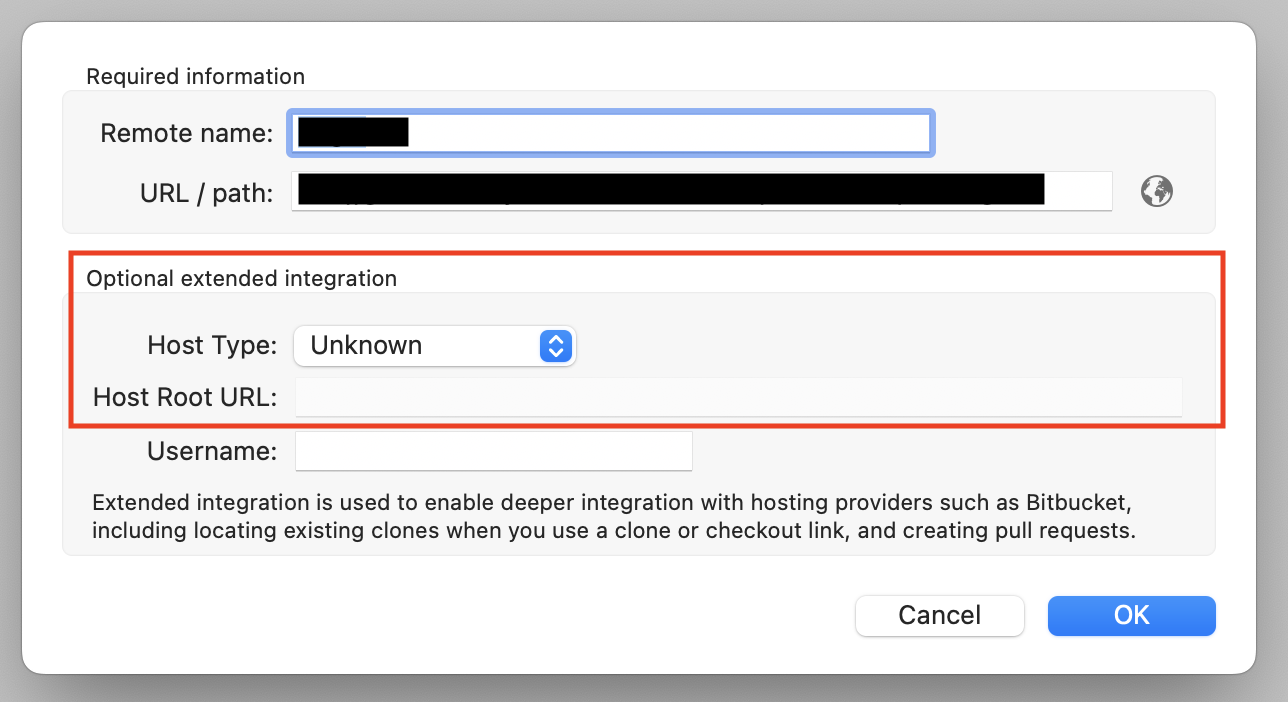 Required information
Remote name:
URL / path:
Optional extended integration
Host Type: Unknown
Host Root URL:
Username:
Extended integration is used to enable deeper integration with hosting providers such as Bitbucket,
including locating existing clones when you use a clone or checkout link, and creating pull requests.
Cancel OK